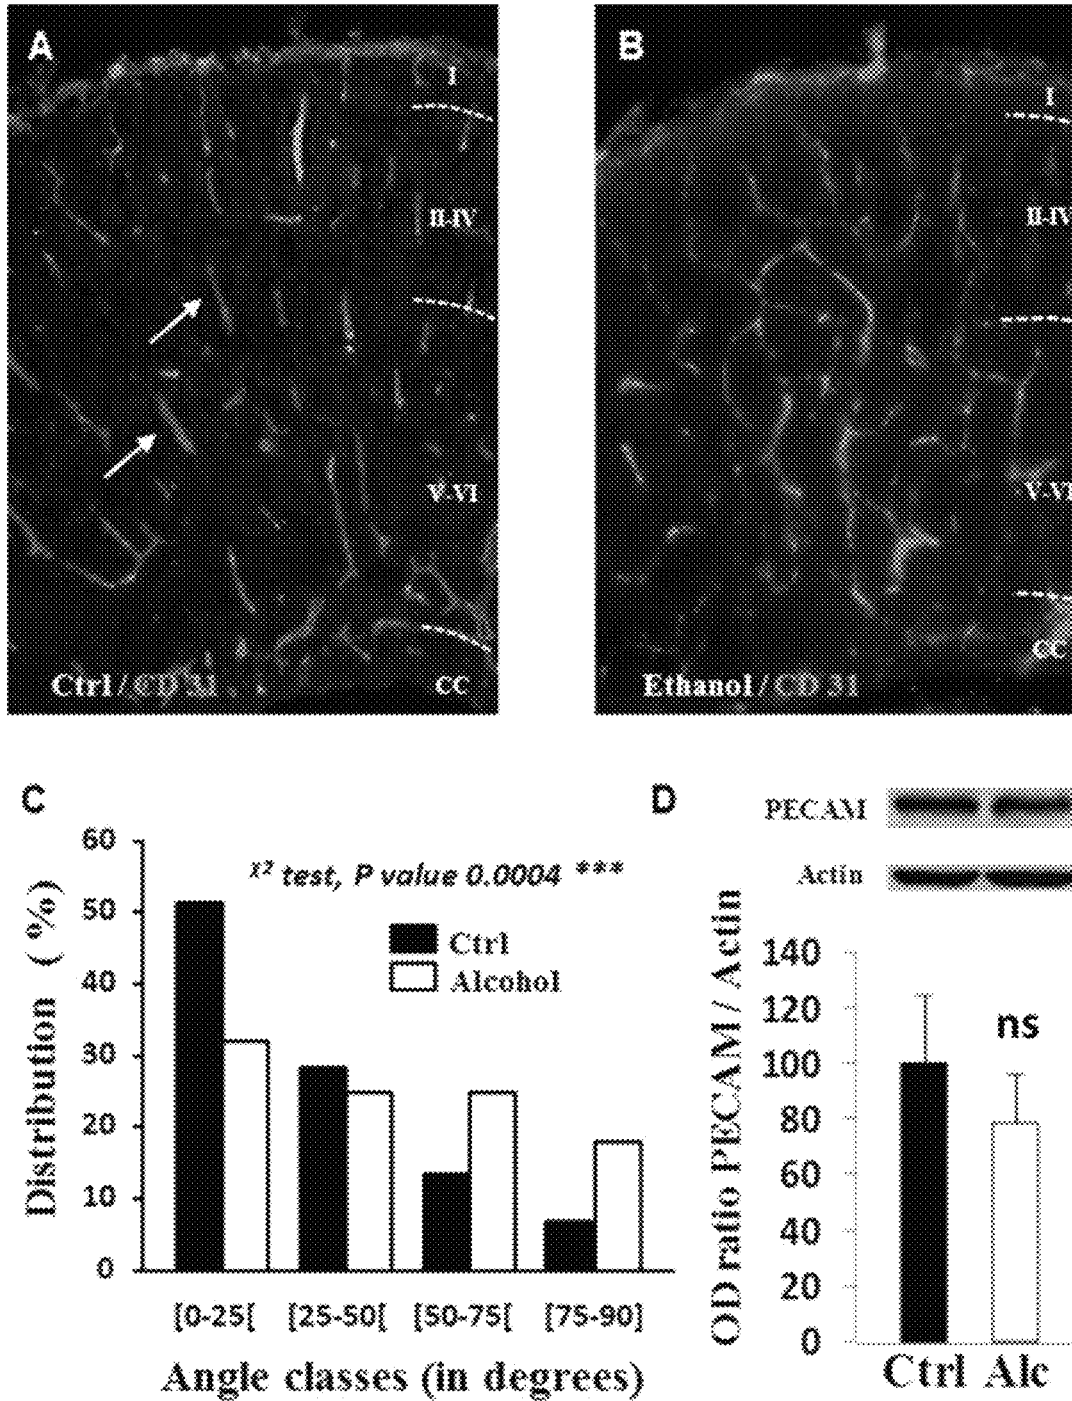 A
I
II-IV
V-VI
CC
Ctrl / CD 31
B
I
II-IV
V-VI
CC
Ethanol / CD 31
C
Distribution (%)
60
50
40
30
20
10
0
χ² test, P value 0.0004 ***
Ctrl
Alcohol
[0-25[ [25-50[ [50-75[ [75-90]
Angle classes (in degrees)
D
PECAM
Actin
OD ratio PECAM / Actin
140
120
100
80
60
40
20
0
ns
Ctrl Alc